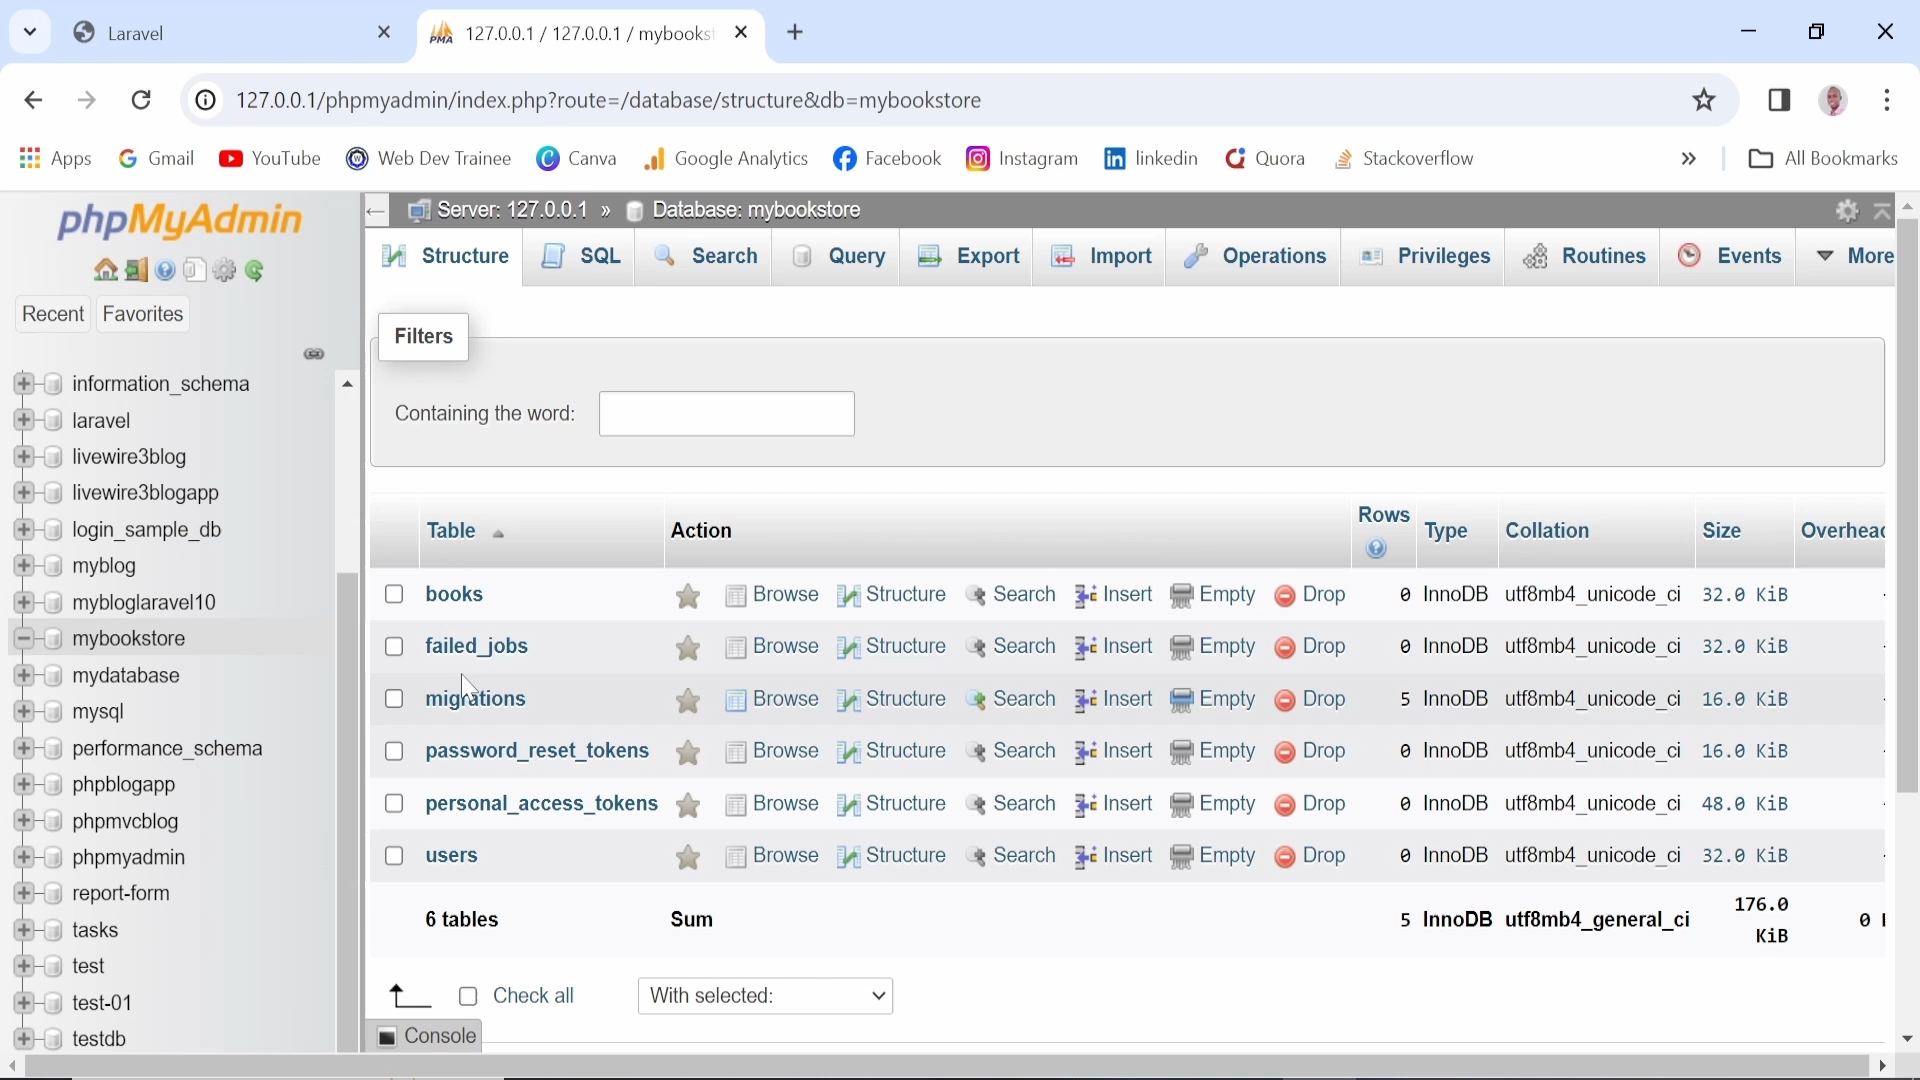 Laravel
PMA 127.0.0.1 / 127.0.0.1 / mybookst
127.0.0.1/phpmyadmin/index.php?route=/database/structure&db=mybookstore
Apps Gmail YouTube Web Dev Trainee Canva Google Analytics Facebook Instagram linkedin Quora Stackoverflow » All Bookmarks
phpMyAdmin
Recent Favorites
information_schema
laravel
livewire3blog
livewire3blogapp
login_sample_db
myblog
mybloglaravel10
mybookstore
mydatabase
mysql
performance_schema
phpblogapp
phpmvcblog
phpmyadmin
report-form
tasks
test
test-01
testdb
Server: 127.0.0.1 » Database: mybookstore
Structure SQL Search Query Export Import Operations Privileges Routines Events More
Filters
Containing the word:
Table Action Rows Type Collation Size Overhead
books Browse Structure Search Insert Empty Drop 0 InnoDB utf8mb4_unicode_ci 32.0 KiB -
failed_jobs Browse Structure Search Insert Empty Drop 0 InnoDB utf8mb4_unicode_ci 32.0 KiB -
migrations Browse Structure Search Insert Empty Drop 5 InnoDB utf8mb4_unicode_ci 16.0 KiB -
password_reset_tokens Browse Structure Search Insert Empty Drop 0 InnoDB utf8mb4_unicode_ci 16.0 KiB -
personal_access_tokens Browse Structure Search Insert Empty Drop 0 InnoDB utf8mb4_unicode_ci 48.0 KiB -
users Browse Structure Search Insert Empty Drop 0 InnoDB utf8mb4_unicode_ci 32.0 KiB -
6 tables Sum 5 InnoDB utf8mb4_general_ci 176.0 KiB 0
Check all With selected:
Console